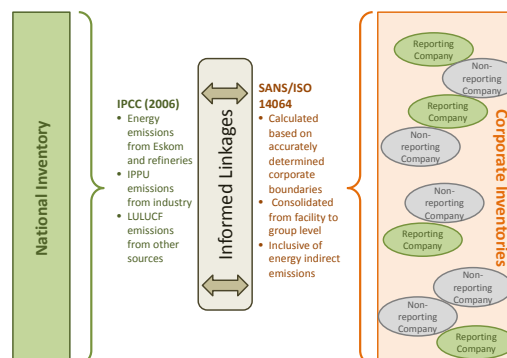 National Inventory
IPCC (2006)
• Energy
emissions
from Eskom
and refineries
• IPPU
emissions
from industry
• LULUCF
emissions
from other
sources
Informed Linkages
SANS/ISO
14064
• Calculated
based on
accurately
determined
corporate
boundaries
• Consolidated
from facility to
group level
• Inclusive of
energy indirect
emissions
Reporting
Company
Non-
reporting
Company
Reporting
Company
Non-
reporting
Company
Non-
reporting
Company
Reporting
Company
Non-
reporting
Company
Non-
reporting
Company
Reporting
Company
Corporate Inventories